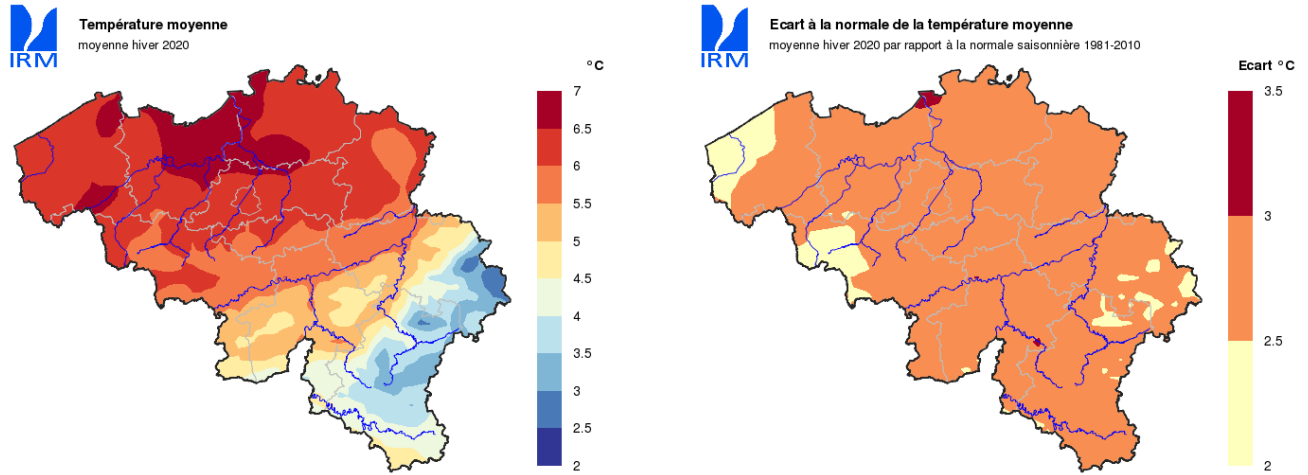 Température moyenne
moyenne hiver 2020
IRM
°C
7
6.5
6
5.5
5
4.5
4
3.5
3
2.5
2
Ecart à la normale de la température moyenne
moyenne hiver 2020 par rapport à la normale saisonnière 1981-2010
IRM
Ecart °C
3.5
3
2.5
2